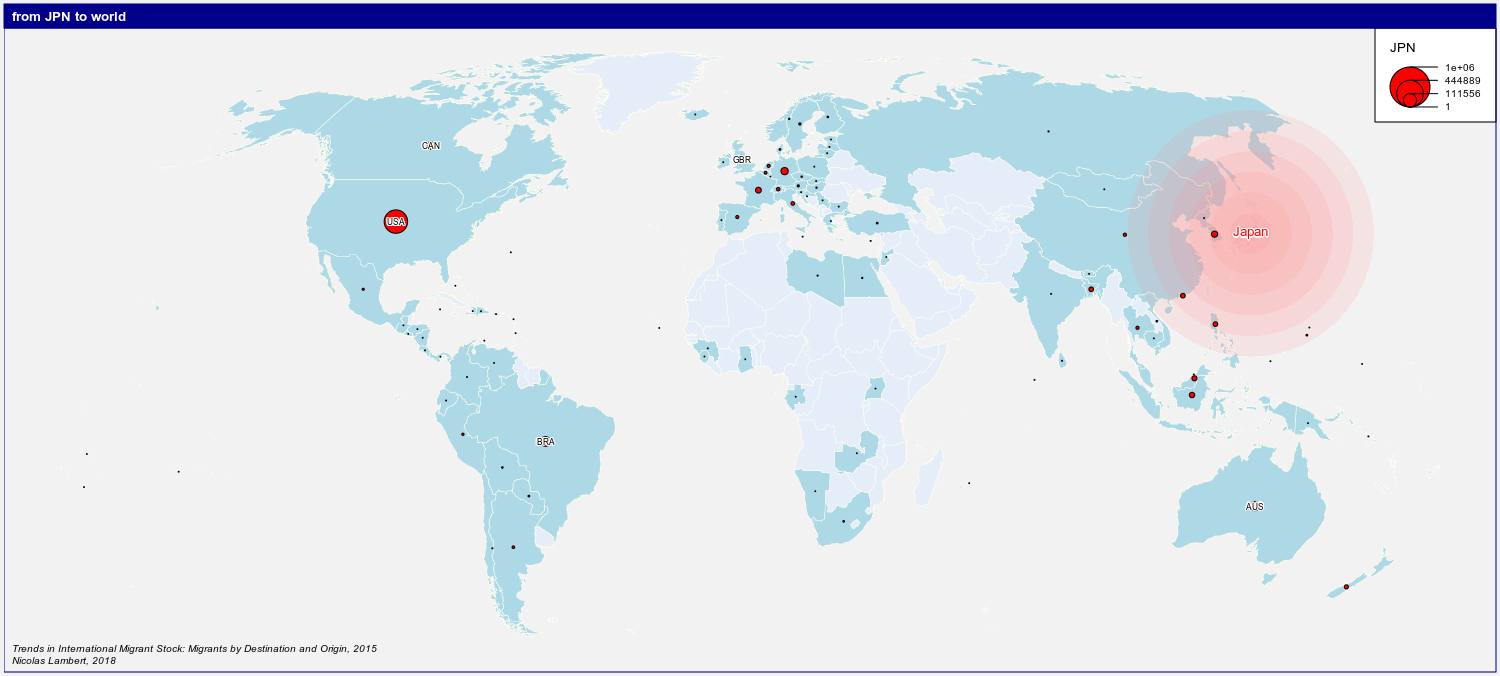 from JPN to world
JPN
1e+06
444889
111556
1
CAN
GBR
USA
Japan
BRA
AUS
Trends in International Migrant Stock: Migrants by Destination and Origin, 2015
Nicolas Lambert, 2018